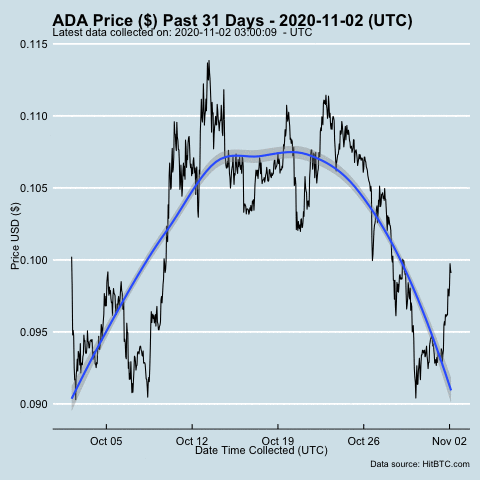 ADA Price ($) Past 31 Days - 2020-11-02 (UTC)
Latest data collected on: 2020-11-02 03:00:09  - UTC
0.115
0.110
0.105
0.100
0.095
0.090
Price USD ($)
Oct 05
Oct 12
Oct 19
Oct 26
Nov 02
Date Time Collected (UTC)
Data source: HitBTC.com